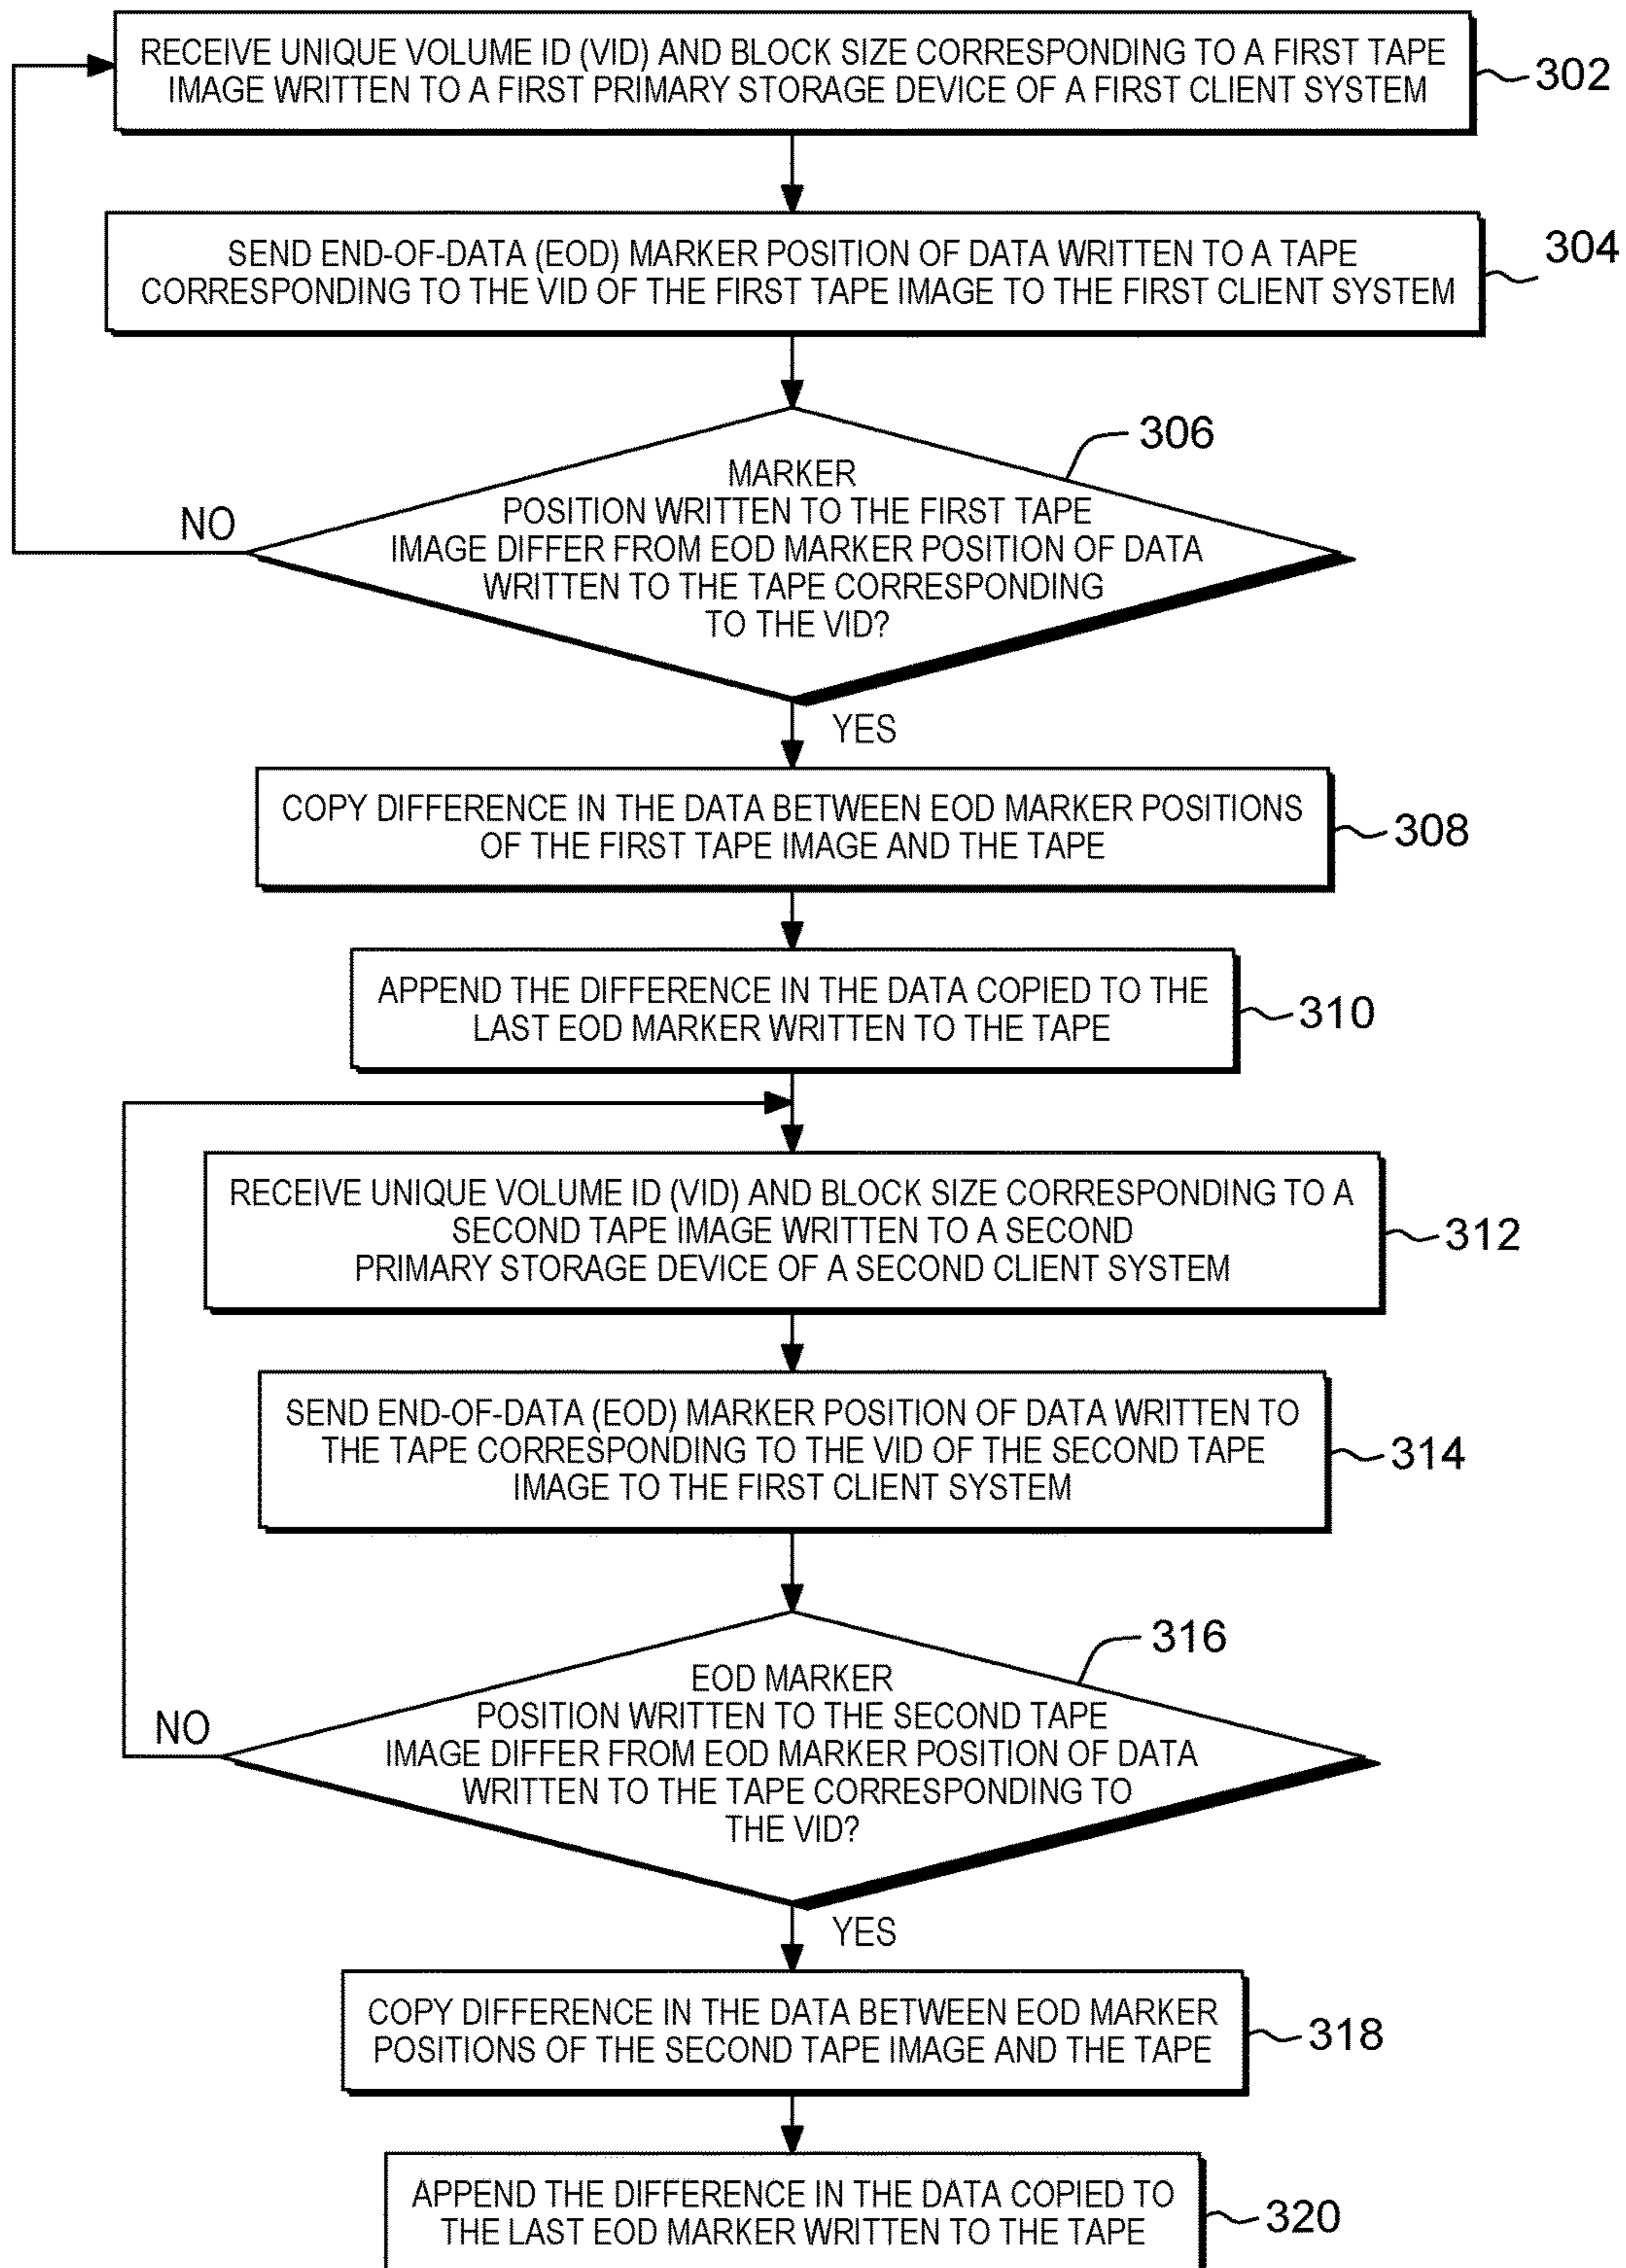 RECEIVE UNIQUE VOLUME ID (VID) AND BLOCK SIZE CORRESPONDING TO A FIRST TAPE
IMAGE WRITTEN TO A FIRST PRIMARY STORAGE DEVICE OF A FIRST CLIENT SYSTEM
302
SEND END-OF-DATA (EOD) MARKER POSITION OF DATA WRITTEN TO A TAPE
CORRESPONDING TO THE VID OF THE FIRST TAPE IMAGE TO THE FIRST CLIENT SYSTEM
304
306
MARKER
POSITION WRITTEN TO THE FIRST TAPE
IMAGE DIFFER FROM EOD MARKER POSITION OF DATA
WRITTEN TO THE TAPE CORRESPONDING
TO THE VID?
NO
YES
COPY DIFFERENCE IN THE DATA BETWEEN EOD MARKER POSITIONS
OF THE FIRST TAPE IMAGE AND THE TAPE
308
APPEND THE DIFFERENCE IN THE DATA COPIED TO THE
LAST EOD MARKER WRITTEN TO THE TAPE
310
RECEIVE UNIQUE VOLUME ID (VID) AND BLOCK SIZE CORRESPONDING TO A
SECOND TAPE IMAGE WRITTEN TO A SECOND
PRIMARY STORAGE DEVICE OF A SECOND CLIENT SYSTEM
312
SEND END-OF-DATA (EOD) MARKER POSITION OF DATA WRITTEN TO
THE TAPE CORRESPONDING TO THE VID OF THE SECOND TAPE
IMAGE TO THE FIRST CLIENT SYSTEM
314
316
EOD MARKER
POSITION WRITTEN TO THE SECOND TAPE
IMAGE DIFFER FROM EOD MARKER POSITION OF DATA
WRITTEN TO THE TAPE CORRESPONDING TO
THE VID?
NO
YES
COPY DIFFERENCE IN THE DATA BETWEEN EOD MARKER
POSITIONS OF THE SECOND TAPE IMAGE AND THE TAPE
318
APPEND THE DIFFERENCE IN THE DATA COPIED TO
THE LAST EOD MARKER WRITTEN TO THE TAPE
320